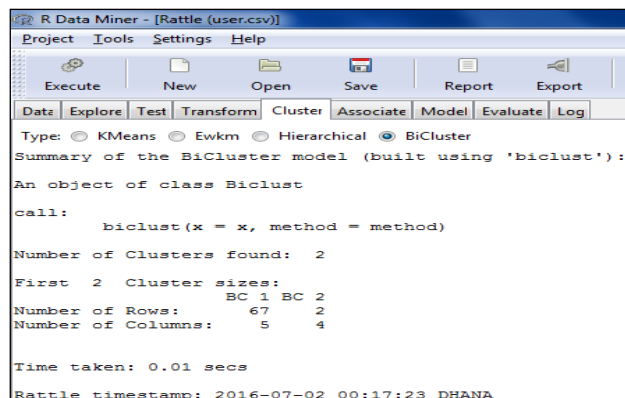 R Data Miner - [Rattle (user.csv)]
Project Tools Settings Help
Execute New Open Save Report Export
Data Explore Test Transform Cluster Associate Model Evaluate Log
Type: KMeans Ewkm Hierarchical BiCluster
Summary of the BiCluster model (built using 'biclust'):
An object of class Biclust
call:
biclust(x = x, method = method)
Number of Clusters found: 2
First 2 Cluster sizes:
BC 1 BC 2
Number of Rows: 67 2
Number of Columns: 5 4
Time taken: 0.01 secs
Rattle timestamp: 2016-07-02 00:17:23 DHANA